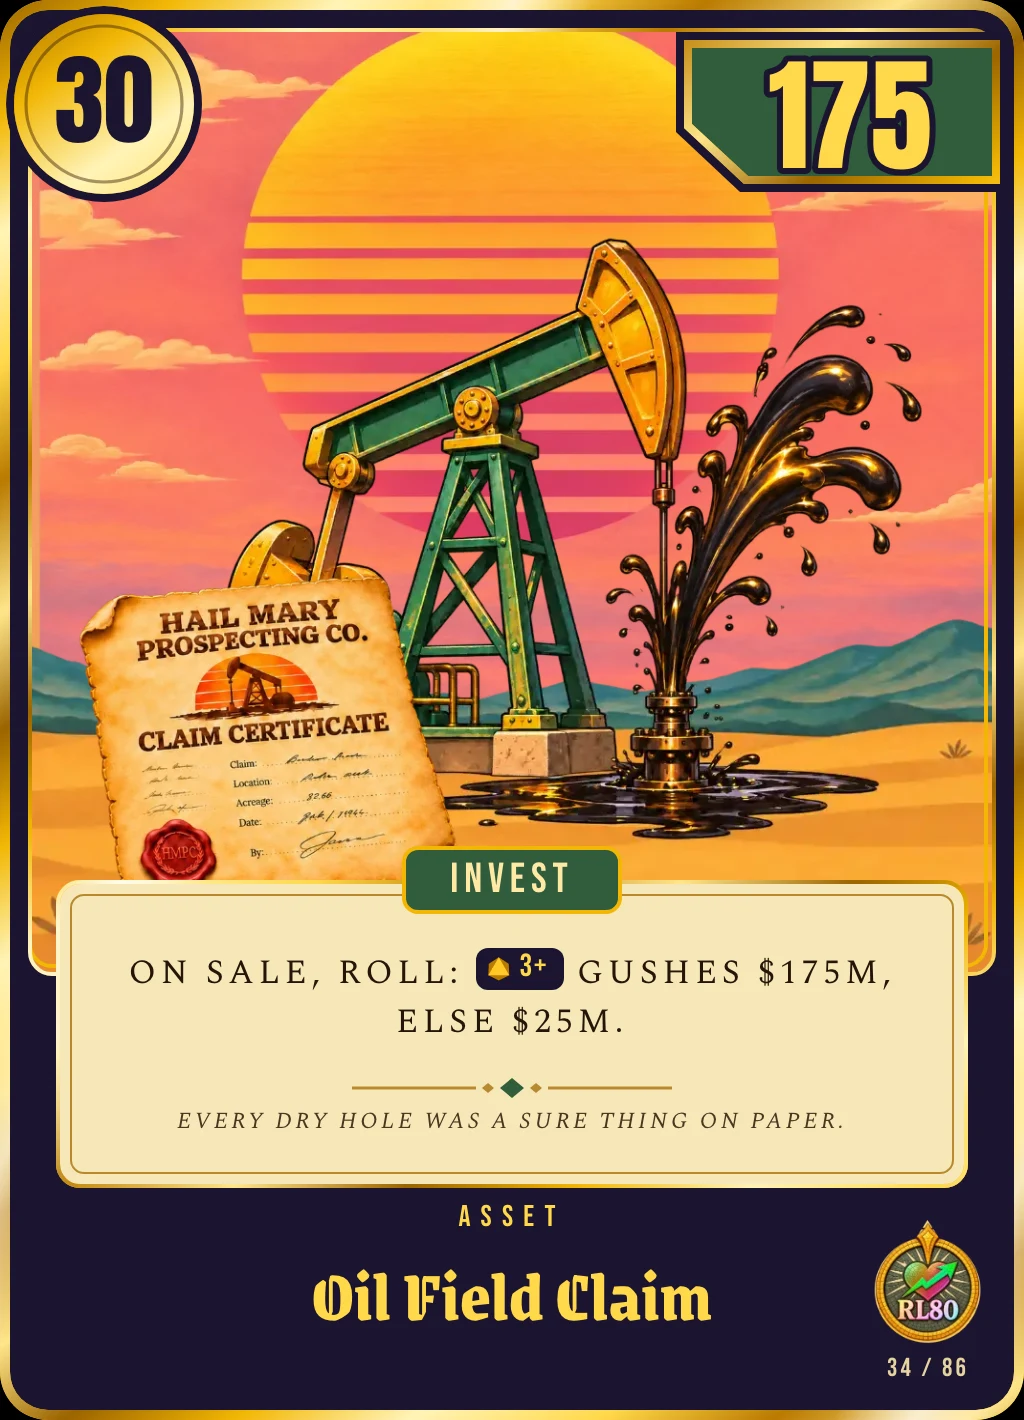 30
175
HAIL MARY
PROSPECTING CO.
CLAIM CERTIFICATE
Claim:
Location:
Acreage: 82.66
Date:
By:
HMPC
INVEST
ON SALE, ROLL: 3+ GUSHES $175M,
ELSE $25M.
EVERY DRY HOLE WAS A SURE THING ON PAPER.
ASSET
Oil Field Claim
RL80
34 / 86